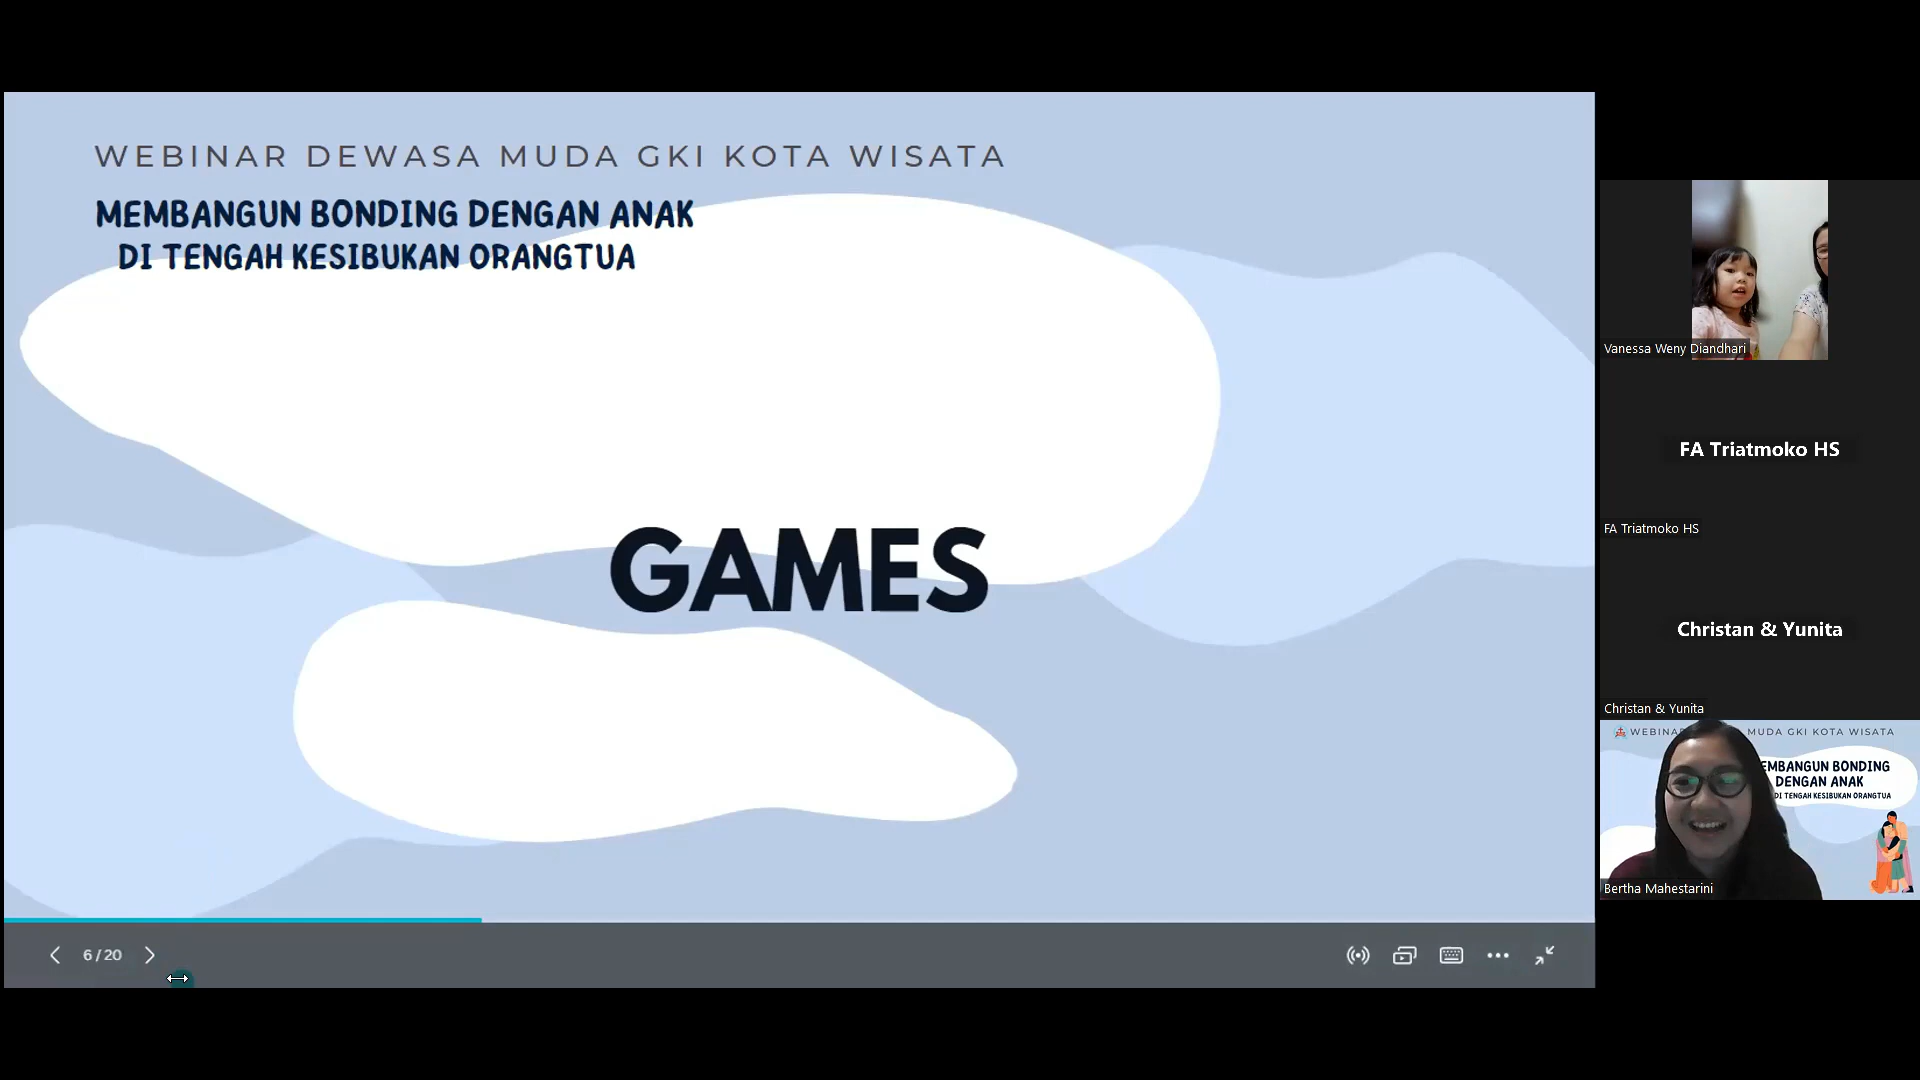 WEBINAR DEWASA MUDA GKI KOTA WISATA
MEMBANGUN BONDING DENGAN ANAK
DI TENGAH KESIBUKAN ORANGTUA
GAMES
6 / 20
Vanessa Weny Diandhari
FA Triatmoko HS
FA Triatmoko HS
Christan & Yunita
Christan & Yunita
WEBINA MUDA GKI KOTA WISATA
EMBANGUN BONDING
DENGAN ANAK
DI TENGAH KESIBUKAN ORANGTUA
Bertha Mahestarini